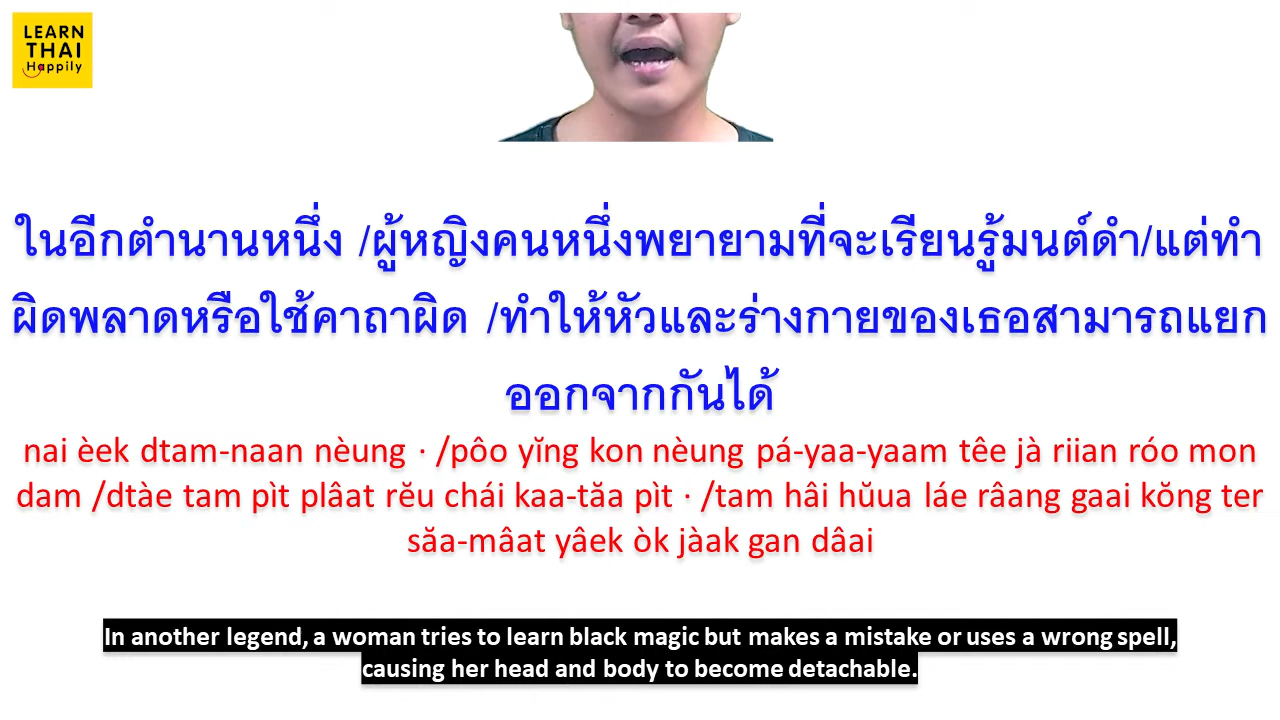 LEARN
THAI
Happily
ในอีกตำนานหนึ่ง /ผู้หญิงคนหนึ่งพยายามที่จะเรียนรู้มนต์ดำ/แต่ทำ
ผิดพลาดหรือใช้คาถาผิด /ทำให้หัวและร่างกายของเธอสามารถแยก
ออกจากกันได้
nai èek dtam-naan nèung · /pôo yĭng kon nèung pá-yaa-yaam têe jà riian róo mon
dam /dtàe tam pìt plâat rĕu chái kaa-tăa pìt · /tam hâi hŭua láe râang gaai kŏng ter
săa-mâat yâek òk jàak gan dâai
In another legend, a woman tries to learn black magic but makes a mistake or uses a wrong spell,
causing her head and body to become detachable.